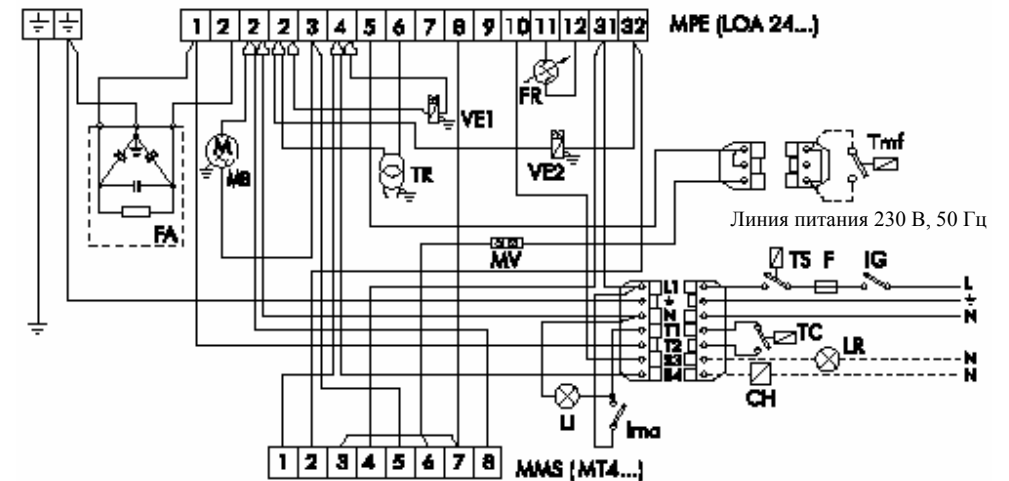 1 2 2 2 3 4 5 6 7 8 9 10 11 12 31 32 MPE (LOA 24...)
FR
VE1
Tmf
M
MB
TR
VE2
Линия питания 230 В, 50 Гц
FA
MV
TS F IG
L1 L
N N
T1
TC
T2
LR
S3 N
B4 N
CH
LI
Ima
1 2 3 4 5 6 7 8 MMS (MT4...)